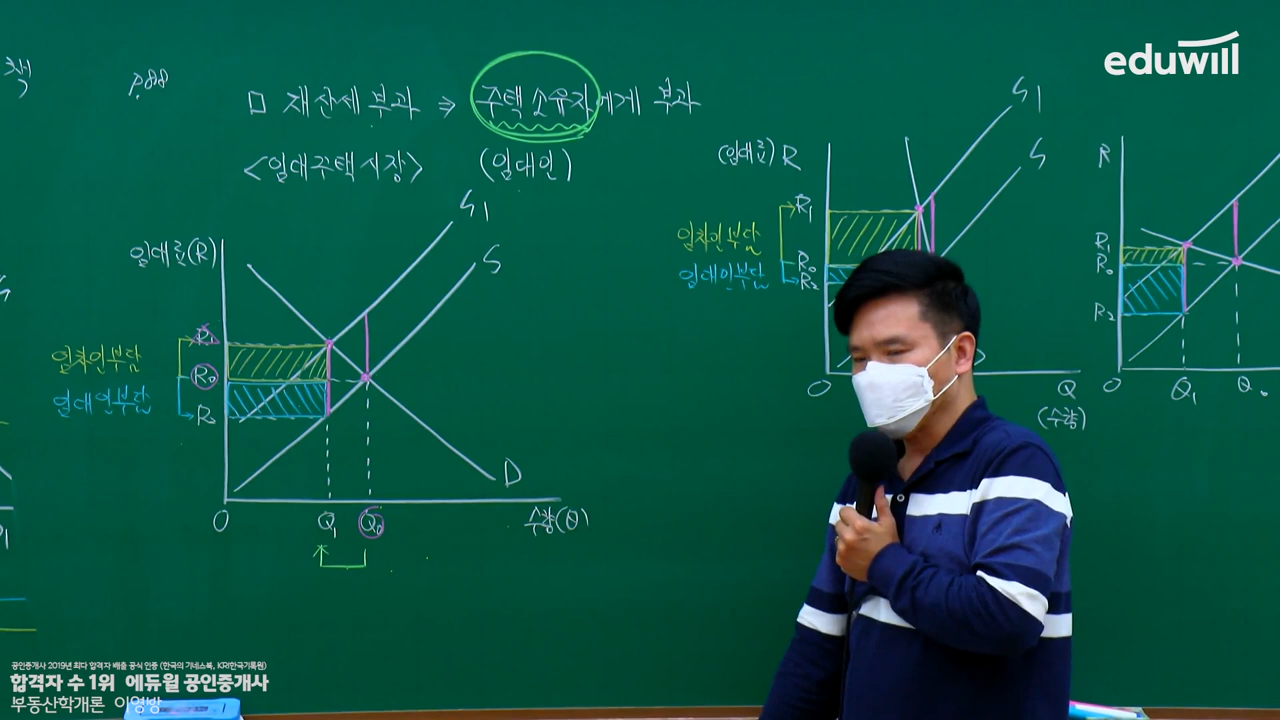 책
P.88
eduwill
□ 재산세 부과 ⇒ 주택 소유자에게 부과
<임대주택시장> (임대인)
임대료(R)
S1
S
R1
임차인부담
R0
임대인부담
R2
D
0
Q1
Q0
수량(Q)
(임대료) R
S1
S
R1
임차인부담
R0
임대인부담
R2
0
Q
(수량)
R
R1
R0
R2
0
Q1
Q0
공인중개사 2019년 최다 합격자 배출 공식 인증 (한국의 기네스북, KRI한국기록원)
합격자 수 1위 에듀윌 공인중개사
부동산학개론 이영방